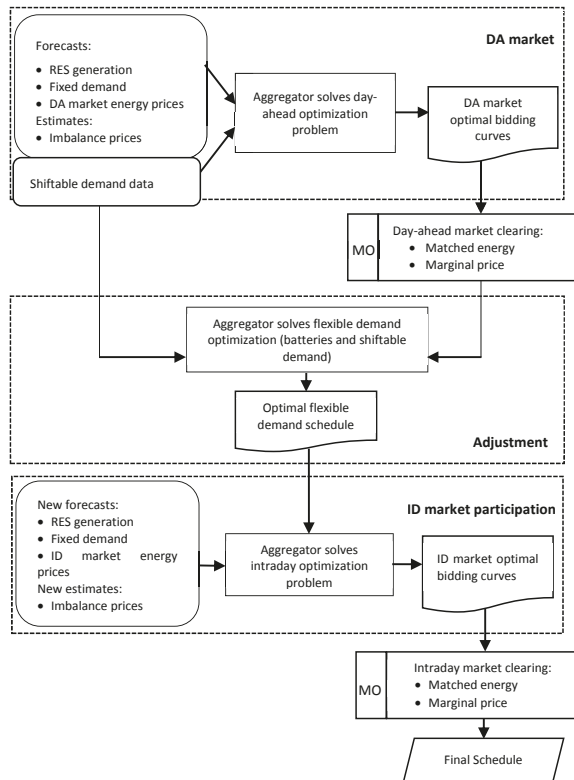 DA market
Forecasts:
• RES generation
• Fixed demand
• DA market energy prices
Estimates:
• Imbalance prices
Shiftable demand data
Aggregator solves day-
ahead optimization
problem
DA market
optimal bidding
curves
MO
Day-ahead market clearing:
• Matched energy
• Marginal price
Aggregator solves flexible demand
optimization (batteries and shiftable
demand)
Optimal flexible
demand schedule
Adjustment
ID market participation
New forecasts:
• RES generation
• Fixed demand
• ID market energy
prices
New estimates:
• Imbalance prices
Aggregator solves
intraday optimization
problem
ID market optimal
bidding curves
MO
Intraday market clearing:
• Matched energy
• Marginal price
Final Schedule